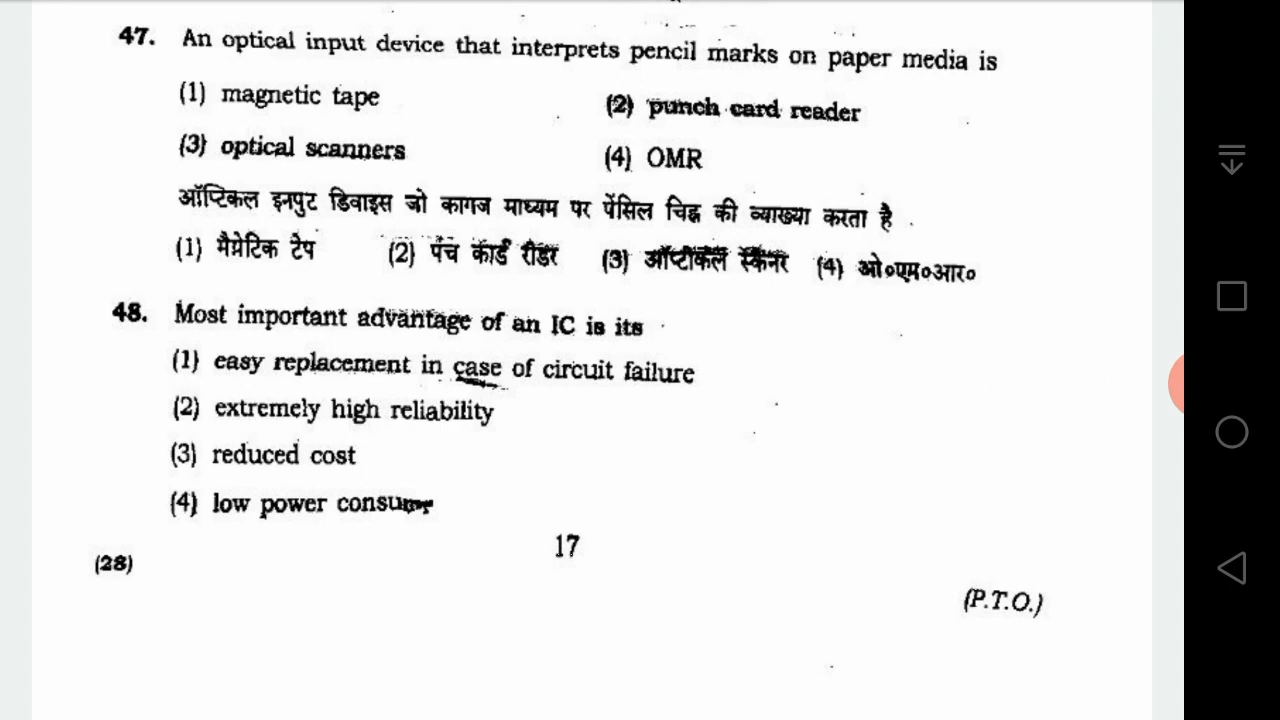 47. An optical input device that interprets pencil marks on paper media is
(1) magnetic tape (2) punch card reader
(3) optical scanners (4) OMR
ऑप्टिकल इनपुट डिवाइस जो कागज माध्यम पर पेंसिल चिह्न की व्याख्या करता है
(1) मैग्नेटिक टेप (2) पंच कार्ड रीडर (3) ऑप्टीकल स्कैनर (4) ओ०एम०आर०
48. Most important advantage of an IC is its
(1) easy replacement in case of circuit failure
(2) extremely high reliability
(3) reduced cost
(4) low power
17
(28)
(P.T.O.)